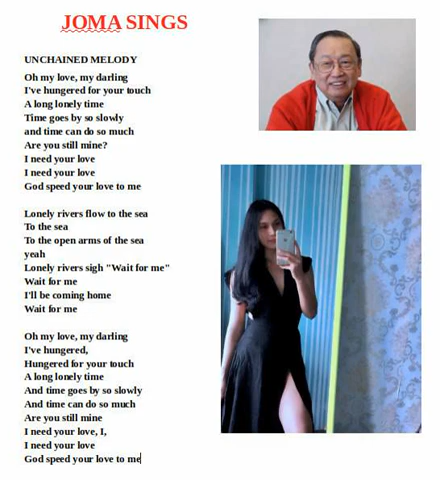 JOMA SINGS
UNCHAINED MELODY
Oh my love, my darling
I've hungered for your touch
A long lonely time
Time goes by so slowly
and time can do so much
Are you still mine?
I need your love
I need your love
God speed your love to me
Lonely rivers flow to the sea
To the sea
To the open arms of the sea
yeah
Lonely rivers sigh "Wait for me"
Wait for me
I'll be coming home
Wait for me
Oh my love, my darling
I've hungered,
Hungered for your touch
A long lonely time
And time goes by so slowly
And time can do so much
Are you still mine
I need your love, I,
I need your love
God speed your love to me